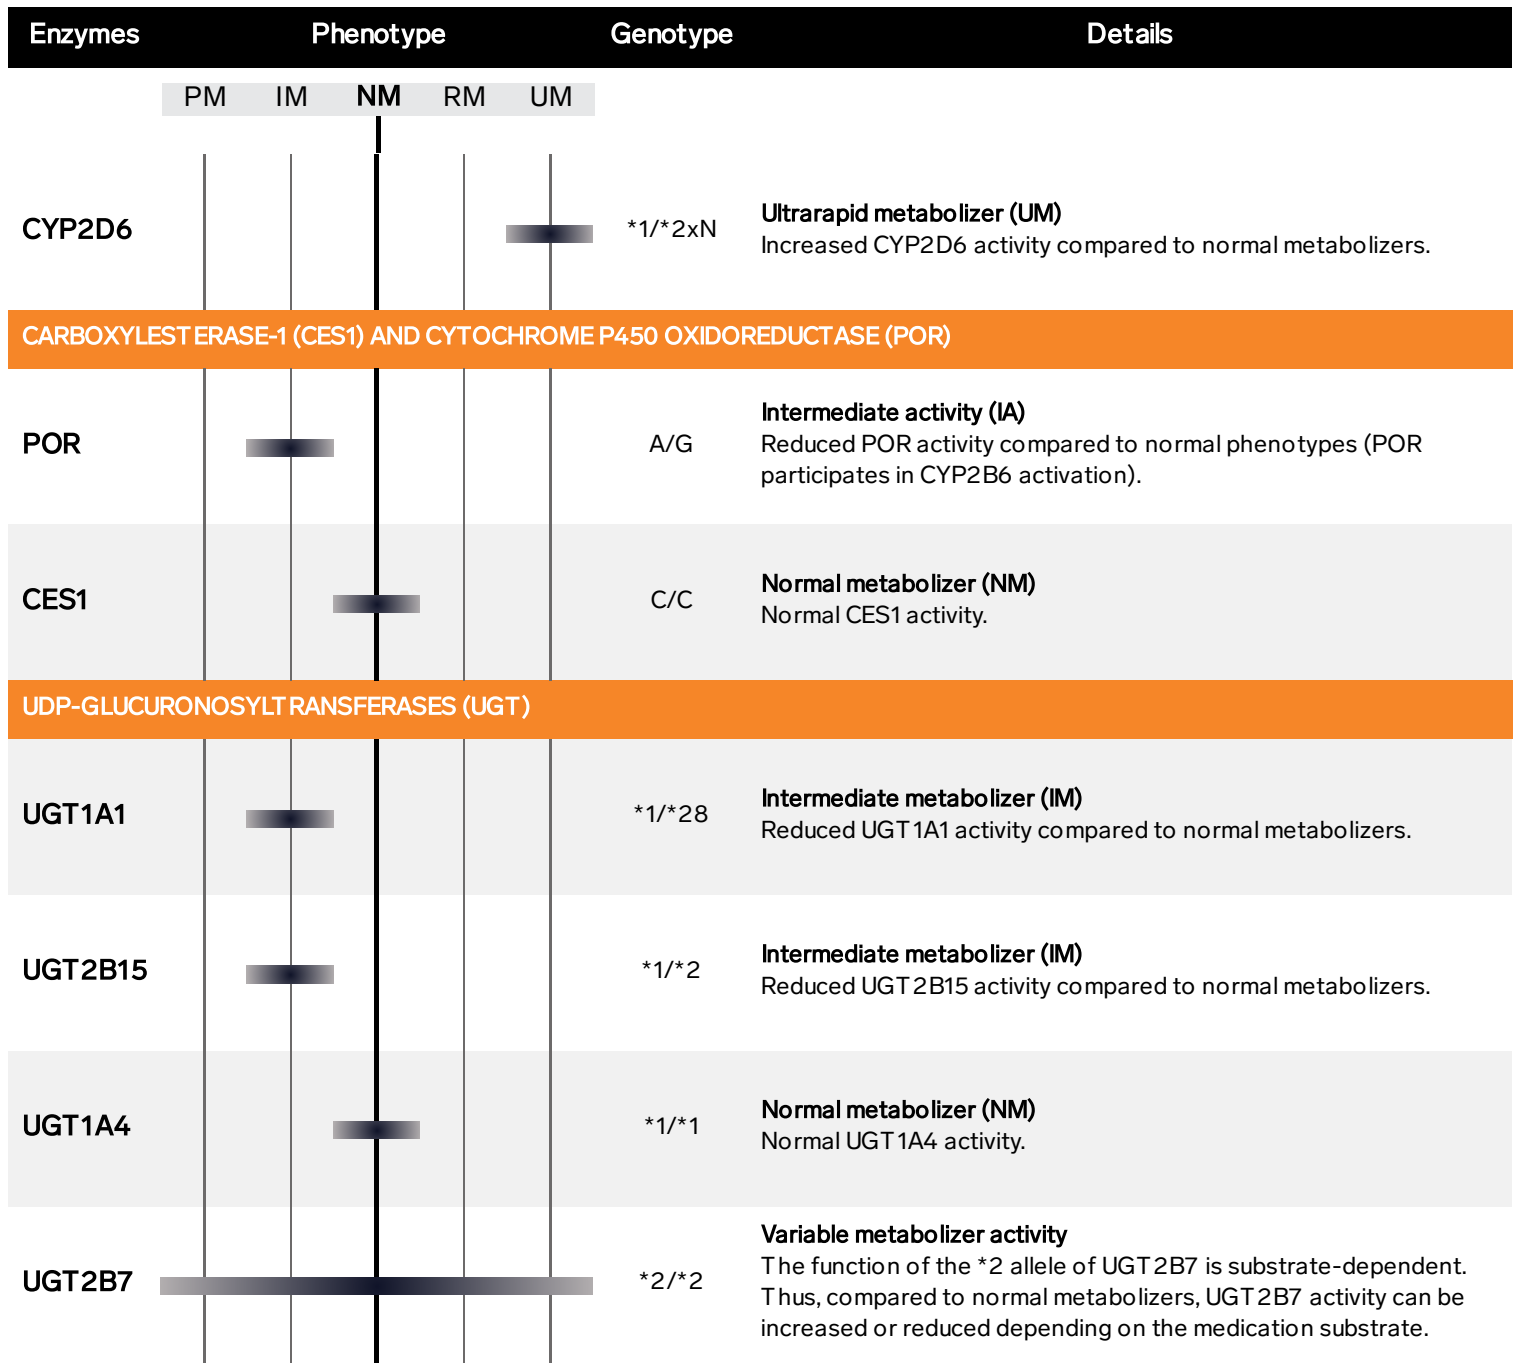 Enzymes Phenotype Genotype Details
PM IM NM RM UM
CYP2D6 *1/*2xN
Ultrarapid metabolizer (UM)
Increased CYP2D6 activity compared to normal metabolizers.
CARBOXYLESTERASE-1 (CES1) AND CYTOCHROME P450 OXIDOREDUCTASE (POR)
POR A/G
Intermediate activity (IA)
Reduced POR activity compared to normal phenotypes (POR
participates in CYP2B6 activation).
CES1 C/C
Normal metabolizer (NM)
Normal CES1 activity.
UDP-GLUCURONOSYLTRANSFERASES (UGT)
UGT1A1 *1/*28
Intermediate metabolizer (IM)
Reduced UGT1A1 activity compared to normal metabolizers.
UGT2B15 *1/*2
Intermediate metabolizer (IM)
Reduced UGT2B15 activity compared to normal metabolizers.
UGT1A4 *1/*1
Normal metabolizer (NM)
Normal UGT1A4 activity.
UGT2B7 *2/*2
Variable metabolizer activity
The function of the *2 allele of UGT2B7 is substrate-dependent.
Thus, compared to normal metabolizers, UGT2B7 activity can be
increased or reduced depending on the medication substrate.